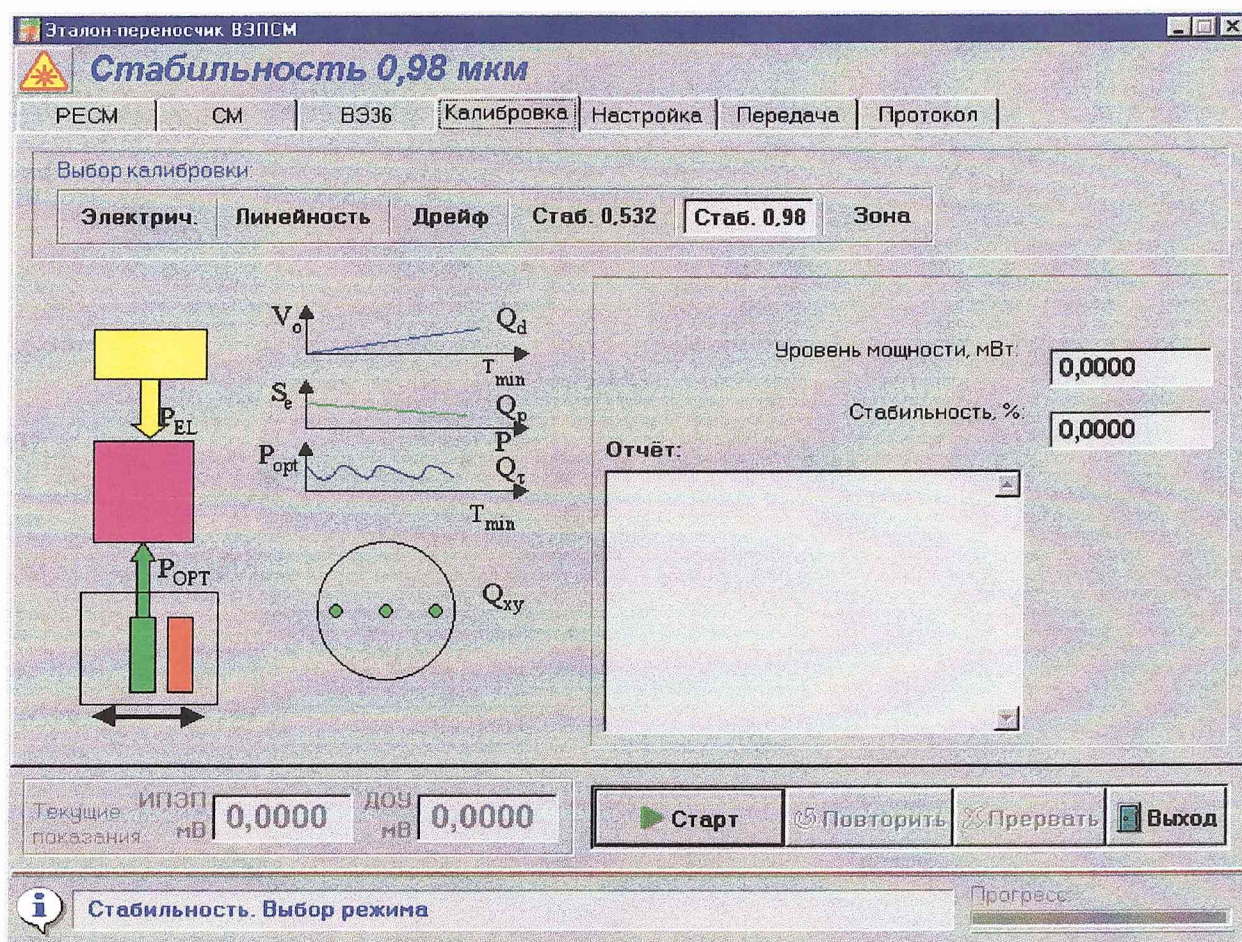 Эталон-переносчик ВЭПСМ
Стабильность 0,98 мкм
РЕСМ СМ ВЭ36 Калибровка Настройка Передача Протокол
Выбор калибровки:
Электрич. Линейность Дрейф Стаб. 0,532 Стаб. 0,98 Зона
Vo Qd
Tmin
Se Qp
P
Popt Qτ
Tmin
PEL
POPT
Qxy
Уровень мощности, мВт:
0,0000
Стабильность, %:
0,0000
Отчёт:
Текущие показания
ИПЭП мВ 0,0000
ДОУ мВ 0,0000
Старт Повторить Прервать Выход
Стабильность. Выбор режима
Прогресс: